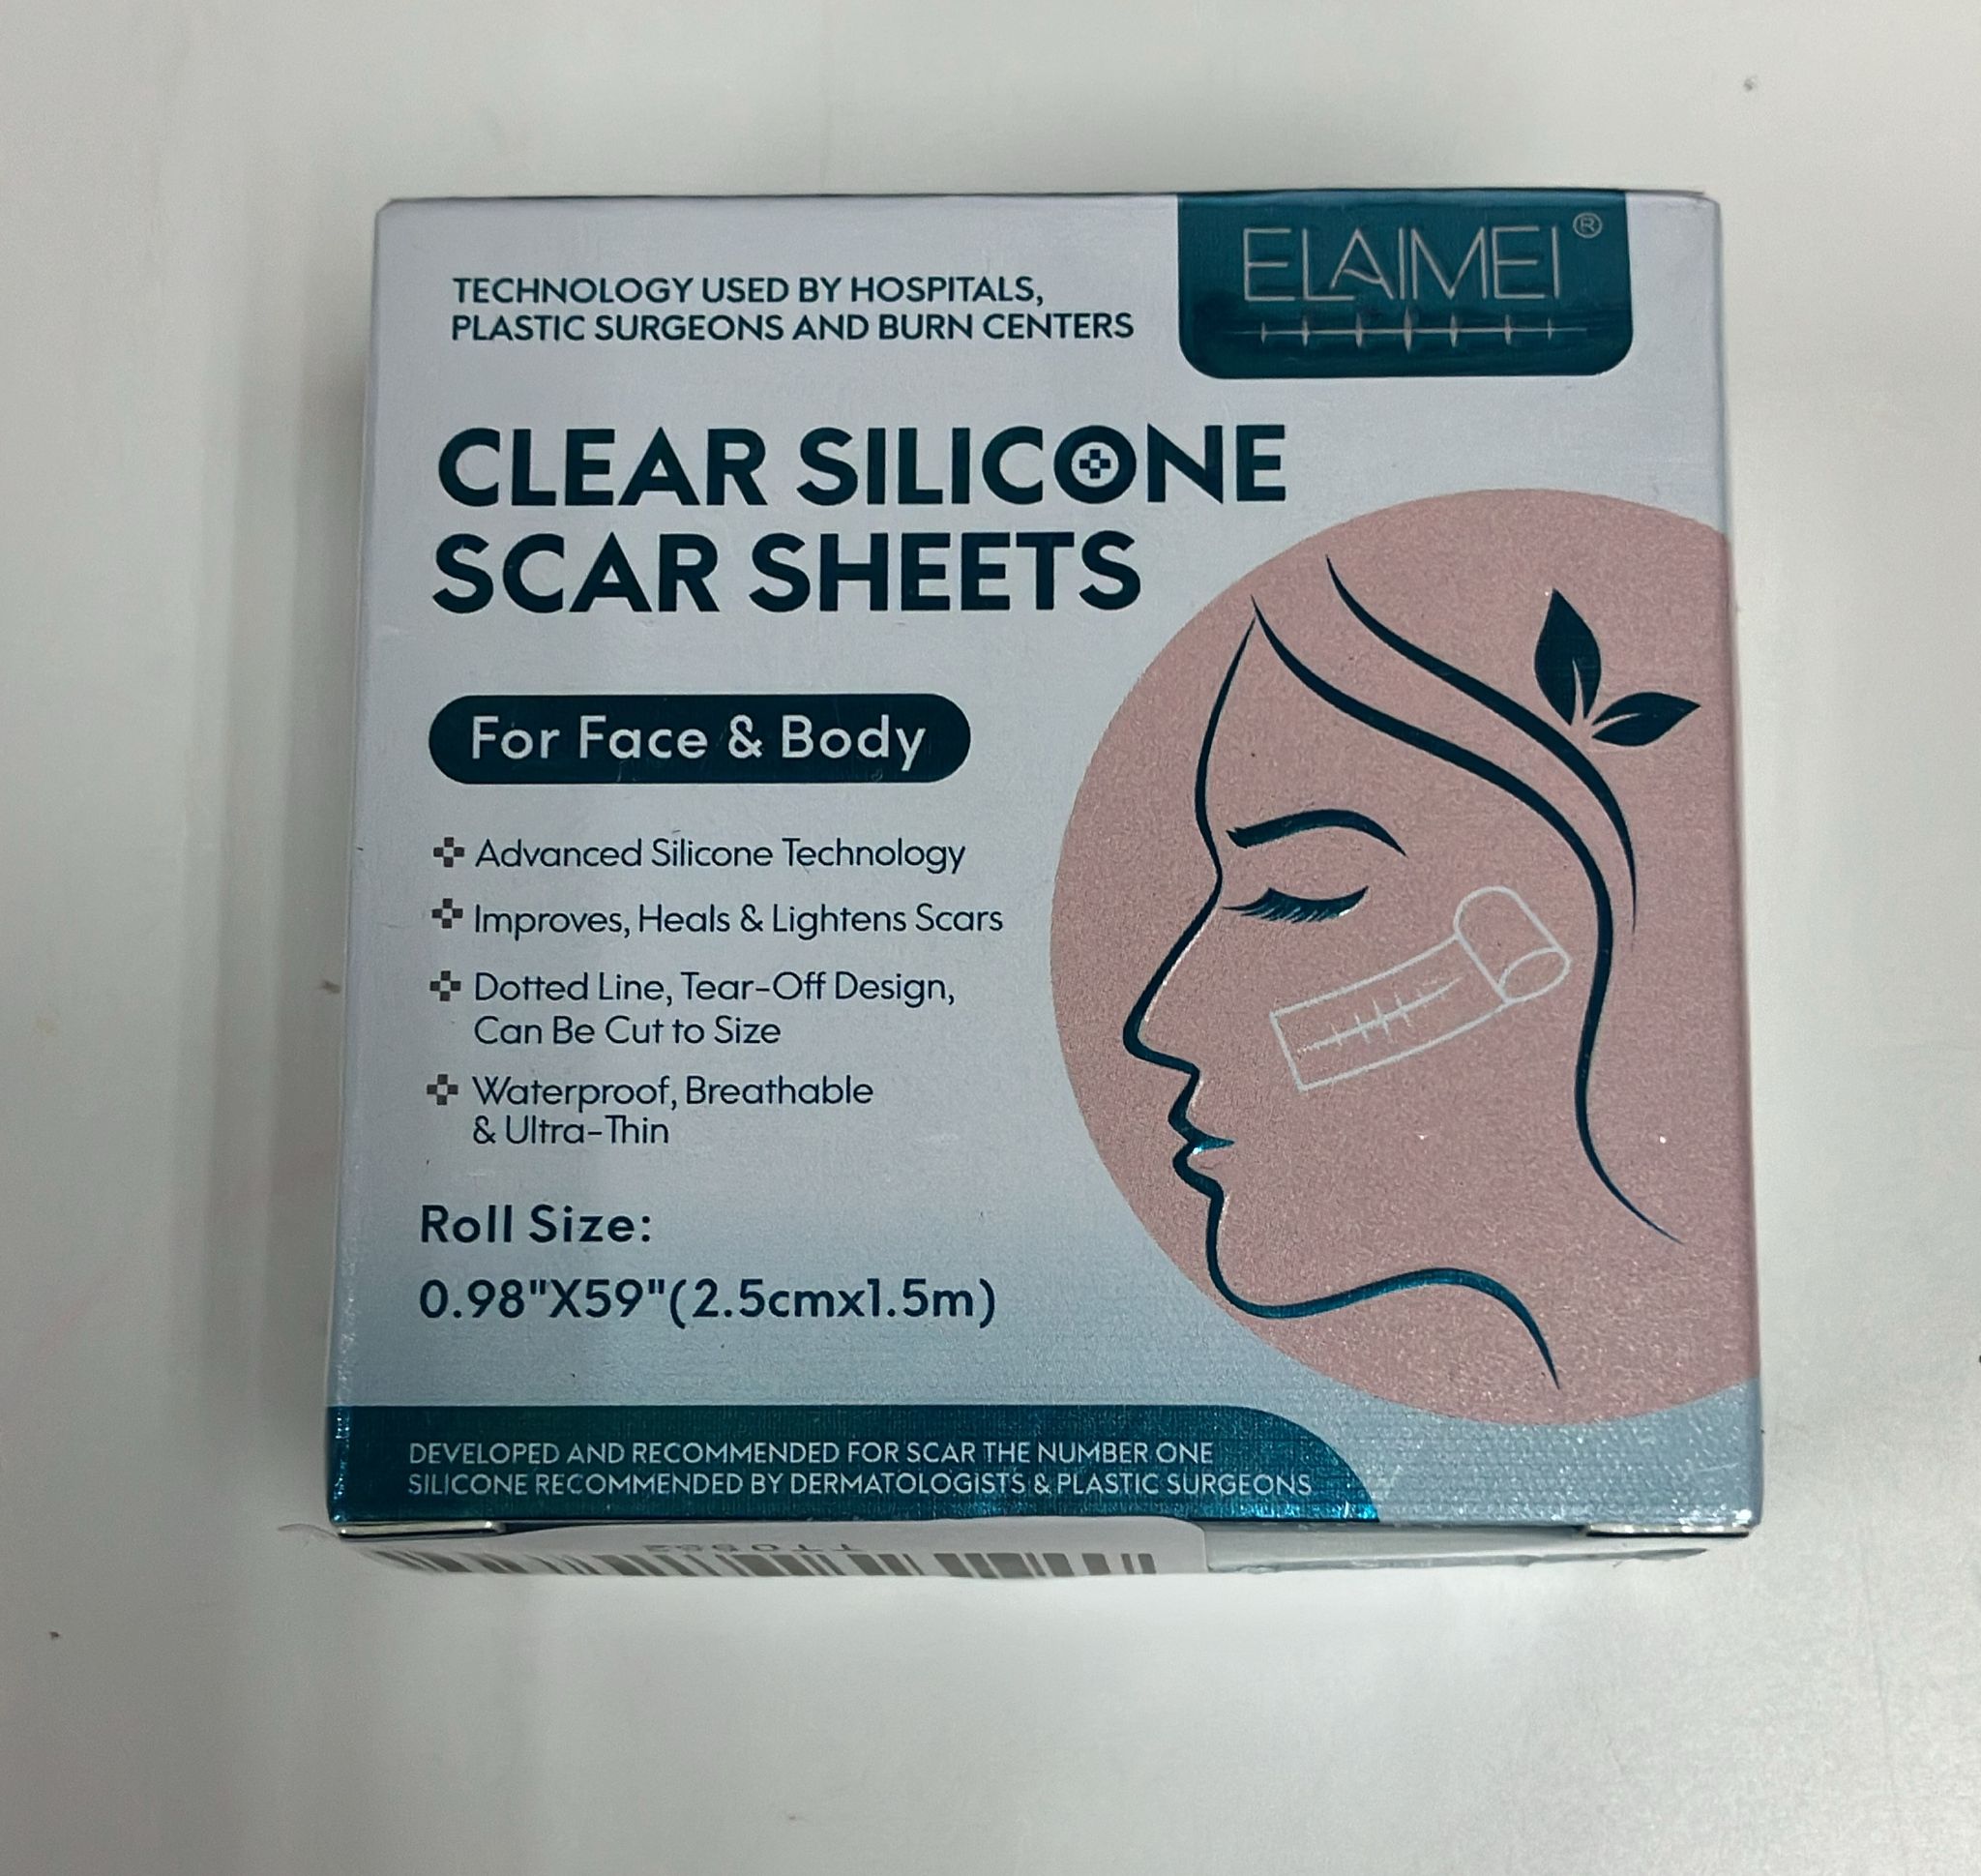 TECHNOLOGY USED BY HOSPITALS,
PLASTIC SURGEONS AND BURN CENTERS
ELAIMEI®
CLEAR SILICONE
SCAR SHEETS
For Face & Body
Advanced Silicone Technology
Improves, Heals & Lightens Scars
Dotted Line, Tear-Off Design,
Can Be Cut to Size
Waterproof, Breathable
& Ultra-Thin
Roll Size:
0.98"X59"(2.5cmx1.5m)
DEVELOPED AND RECOMMENDED FOR SCAR THE NUMBER ONE
SILICONE RECOMMENDED BY DERMATOLOGISTS & PLASTIC SURGEONS